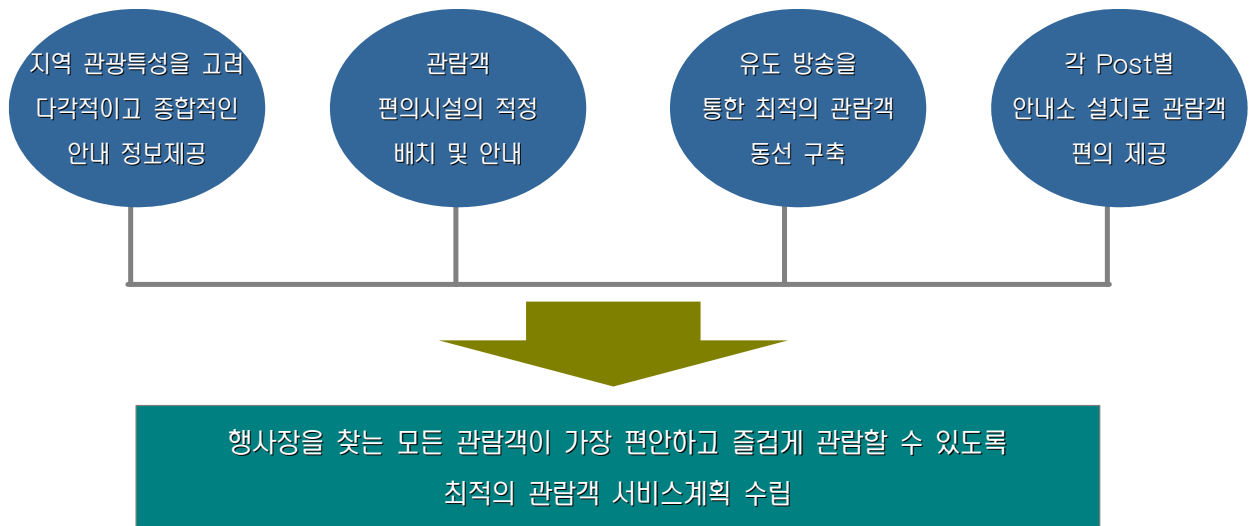 지역 관광특성을 고려
다각적이고 종합적인
안내 정보제공
관람객
편의시설의 적정
배치 및 안내
유도 방송을
통한 최적의 관람객
동선 구축
각 Post별
안내소 설치로 관람객
편의 제공
행사장을 찾는 모든 관람객이 가장 편안하고 즐겁게 관람할 수 있도록
최적의 관람객 서비스계획 수립